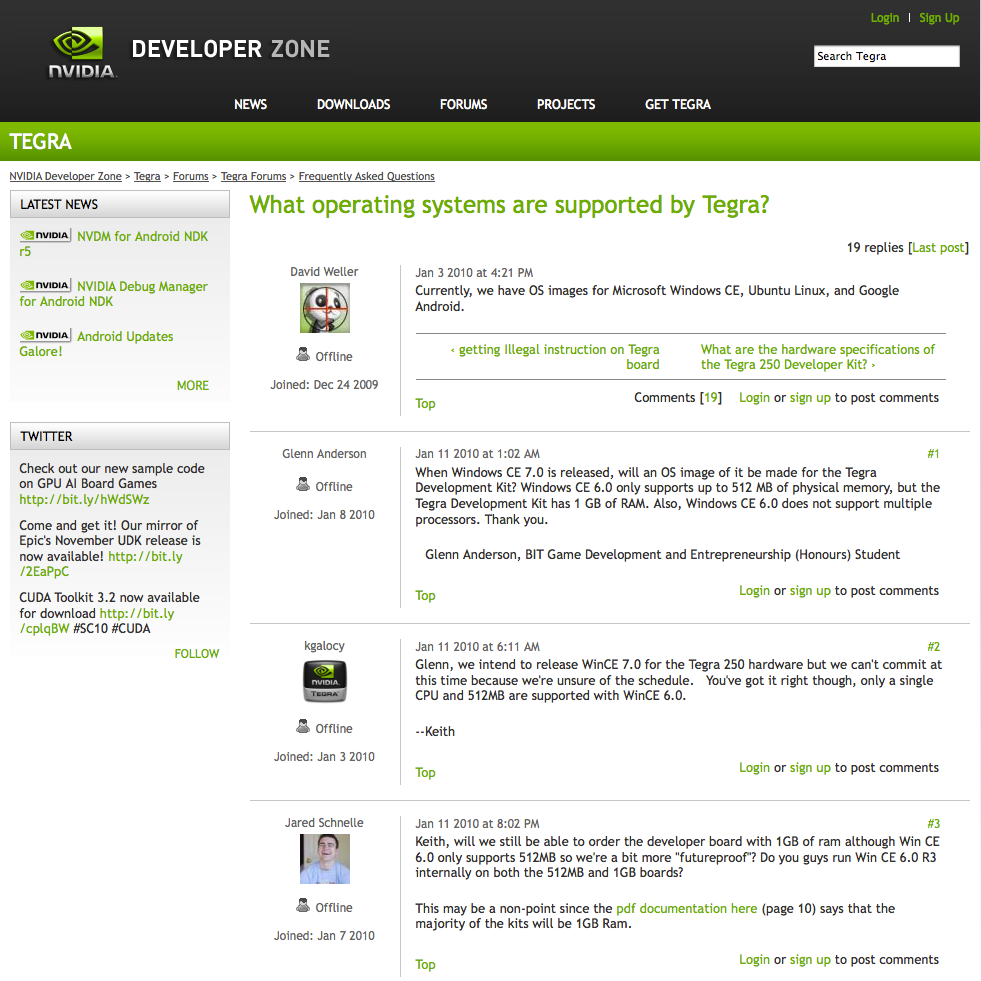 Login | Sign Up
NVIDIA.
DEVELOPER ZONE
Search Tegra
NEWS DOWNLOADS FORUMS PROJECTS GET TEGRA
TEGRA
NVIDIA Developer Zone > Tegra > Forums > Tegra Forums > Frequently Asked Questions
LATEST NEWS
NVIDIA NVDM for Android NDK
r5
NVIDIA NVIDIA Debug Manager
for Android NDK
NVIDIA Android Updates
Galore!
MORE
TWITTER
Check out our new sample code
on GPU AI Board Games
http://bit.ly/hWdSWz
Come and get it! Our mirror of
Epic's November UDK release is
now available! http://bit.ly
/2EaPpC
CUDA Toolkit 3.2 now available
for download http://bit.ly
/cplqBW #SC10 #CUDA
FOLLOW
What operating systems are supported by Tegra?
19 replies [Last post]
David Weller
Offline
Joined: Dec 24 2009
Jan 3 2010 at 4:21 PM
Currently, we have OS images for Microsoft Windows CE, Ubuntu Linux, and Google
Android.
‹ getting Illegal instruction on Tegra
board
What are the hardware specifications of
the Tegra 250 Developer Kit? ›
Top
Comments [19] Login or sign up to post comments
Glenn Anderson
Offline
Joined: Jan 8 2010
Jan 11 2010 at 1:02 AM #1
When Windows CE 7.0 is released, will an OS image of it be made for the Tegra
Development Kit? Windows CE 6.0 only supports up to 512 MB of physical memory, but the
Tegra Development Kit has 1 GB of RAM. Also, Windows CE 6.0 does not support multiple
processors. Thank you.
Glenn Anderson, BIT Game Development and Entrepreneurship (Honours) Student
Top
Login or sign up to post comments
kgalocy
NVIDIA.
TEGRA
Offline
Joined: Jan 3 2010
Jan 11 2010 at 6:11 AM #2
Glenn, we intend to release WinCE 7.0 for the Tegra 250 hardware but we can't commit at
this time because we're unsure of the schedule. You've got it right though, only a single
CPU and 512MB are supported with WinCE 6.0.
--Keith
Top
Login or sign up to post comments
Jared Schnelle
Offline
Joined: Jan 7 2010
Jan 11 2010 at 8:02 PM #3
Keith, will we still be able to order the developer board with 1GB of ram although Win CE
6.0 only supports 512MB so we're a bit more "futureproof"? Do you guys run Win CE 6.0 R3
internally on both the 512MB and 1GB boards?
This may be a non-point since the pdf documentation here (page 10) says that the
majority of the kits will be 1GB Ram.
Top
Login or sign up to post comments